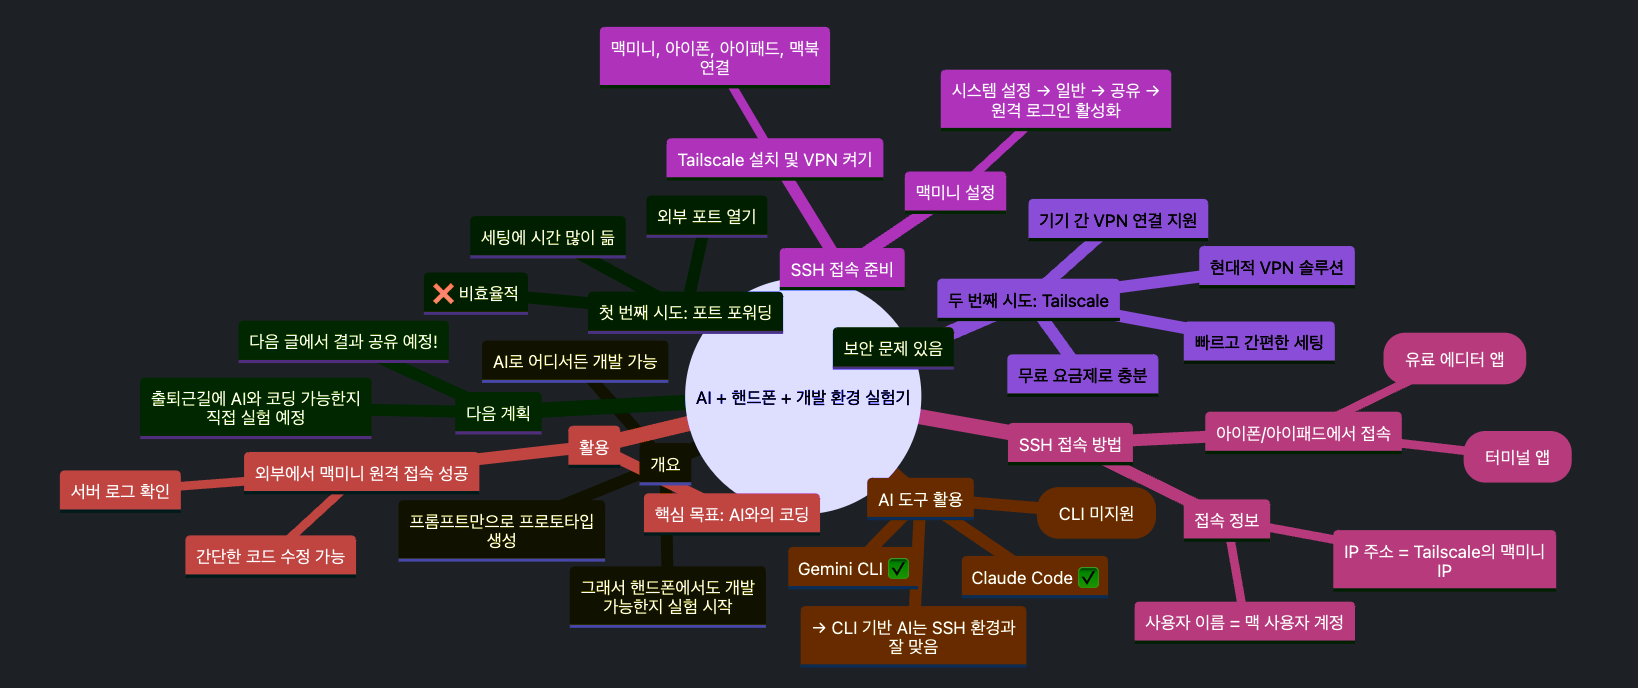 맥미니, 아이폰, 아이패드, 맥북
연결
시스템 설정 → 일반 → 공유 →
원격 로그인 활성화
Tailscale 설치 및 VPN 켜기
맥미니 설정
외부 포트 열기
기기 간 VPN 연결 지원
세팅에 시간 많이 듦
SSH 접속 준비
현대적 VPN 솔루션
❌ 비효율적
두 번째 시도: Tailscale
첫 번째 시도: 포트 포워딩
다음 글에서 결과 공유 예정!
보안 문제 있음
빠르고 간편한 세팅
AI로 어디서든 개발 가능
유료 에디터 앱
무료 요금제로 충분
출퇴근길에 AI와 코딩 가능한지
직접 실험 예정
AI + 핸드폰 + 개발 환경 실험기
다음 계획
아이폰/아이패드에서 접속
SSH 접속 방법
활용
터미널 앱
개요
외부에서 맥미니 원격 접속 성공
서버 로그 확인
AI 도구 활용
핵심 목표: AI와의 코딩
CLI 미지원
접속 정보
프롬프트만으로 프로토타입
생성
간단한 코드 수정 가능
IP 주소 = Tailscale의 맥미니
IP
Gemini CLI ✅
Claude Code ✅
그래서 핸드폰에서도 개발
가능한지 실험 시작
사용자 이름 = 맥 사용자 계정
→ CLI 기반 AI는 SSH 환경과
잘 맞음